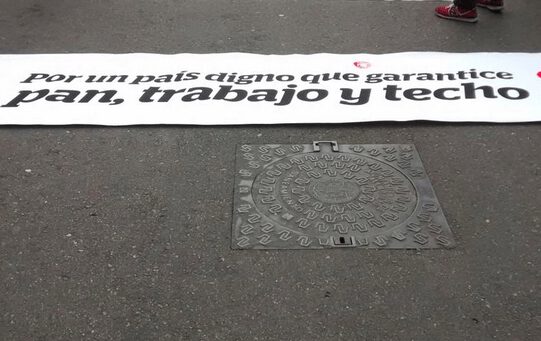 Por un país digno que garantice
pan, trabajo y techo